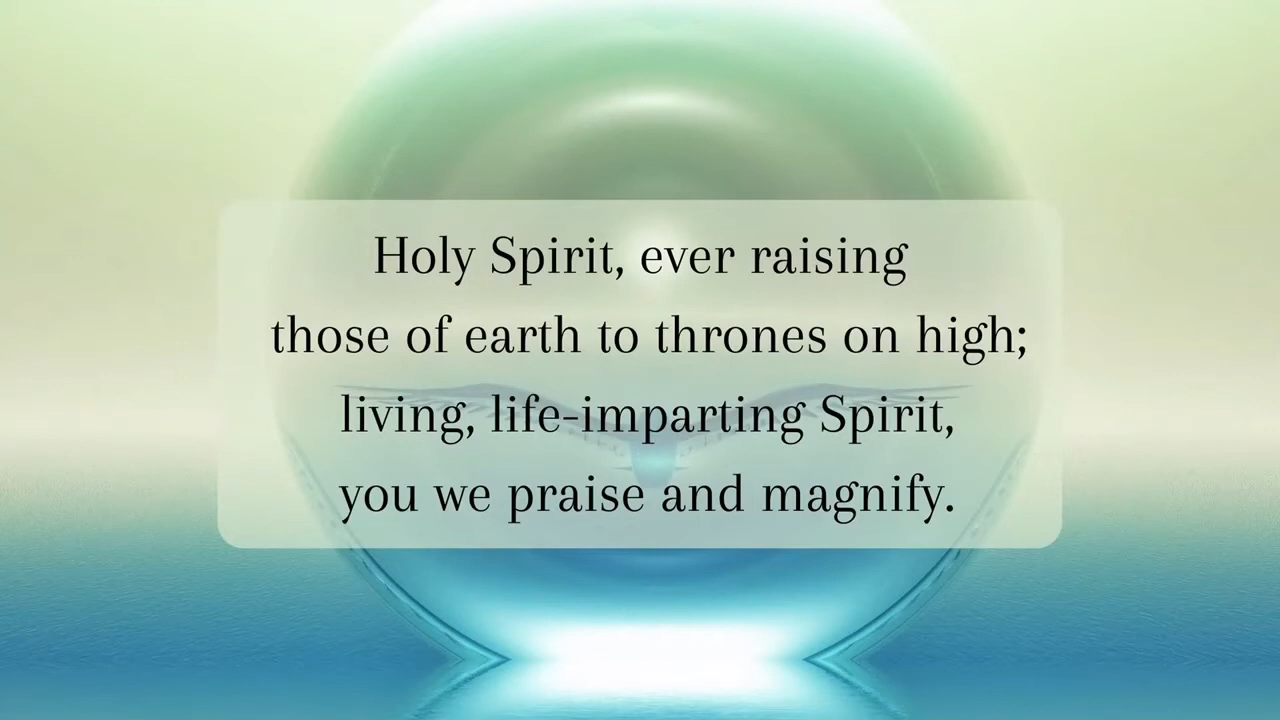 Holy Spirit, ever raising
those of earth to thrones on high;
living, life-imparting Spirit,
you we praise and magnify.